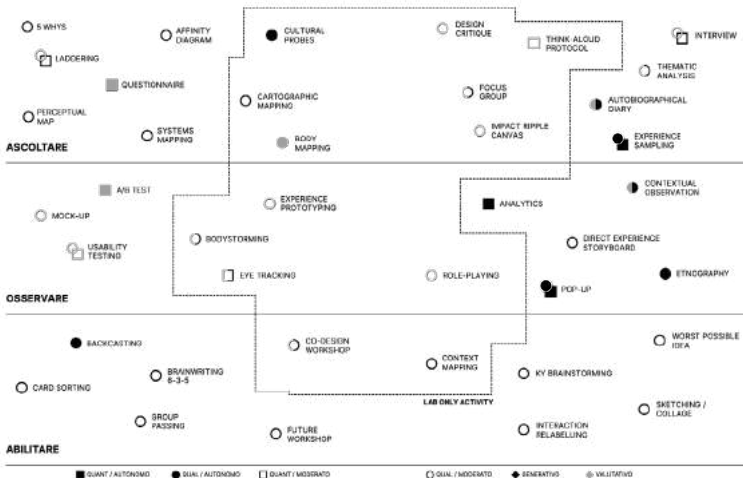 5 WHYS
AFFINITY
DIAGRAM
CULTURAL
PROBES
DESIGN
CRITIQUE
THINK-ALOUD
PROTOCOL
INTERVIEW
LADDERING
THEMATIC
ANALYSIS
QUESTIONNAIRE
CARTOGRAPHIC
MAPPING
FOCUS
GROUP
AUTOBIOGRAPHICAL
DIARY
PERCEPTUAL
MAP
SYSTEMS
MAPPING
BODY
MAPPING
IMPACT RIPPLE
CANVAS
EXPERIENCE
SAMPLING
ASCOLTARE
A/B TEST
EXPERIENCE
PROTOTYPING
ANALYTICS
CONTEXTUAL
OBSERVATION
MOCK-UP
USABILITY
TESTING
BODYSTORMING
DIRECT EXPERIENCE
STORYBOARD
EYE TRACKING
ROLE-PLAYING
POP-UP
ETNOGRAPHY
OSSERVARE
BACKCASTING
CO-DESIGN
WORKSHOP
WORST POSSIBLE
IDEA
CARD SORTING
BRAINWRITING
6-3-5
CONTEXT
MAPPING
KY BRAINSTORMING
LAB ONLY ACTIVITY
GROUP
PASSING
FUTURE
WORKSHOP
INTERACTION
RELABELLING
SKETCHING /
COLLAGE
ABILITARE
QUANT / AUTONOMO
QUAL / AUTONOMO
QUANT / MODERATO
QUAL / MODERATO
GENERATIVO
VALUTATIVO